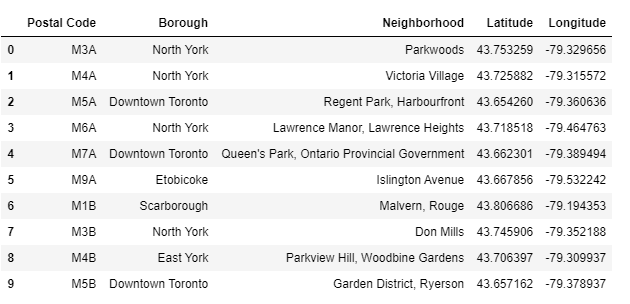 Postal Code Borough Neighborhood Latitude Longitude
0 M3A North York Parkwoods 43.753259 -79.329656
1 M4A North York Victoria Village 43.725882 -79.315572
2 M5A Downtown Toronto Regent Park, Harbourfront 43.654260 -79.360636
3 M6A North York Lawrence Manor, Lawrence Heights 43.718518 -79.464763
4 M7A Downtown Toronto Queen's Park, Ontario Provincial Government 43.662301 -79.389494
5 M9A Etobicoke Islington Avenue 43.667856 -79.532242
6 M1B Scarborough Malvern, Rouge 43.806686 -79.194353
7 M3B North York Don Mills 43.745906 -79.352188
8 M4B East York Parkview Hill, Woodbine Gardens 43.706397 -79.309937
9 M5B Downtown Toronto Garden District, Ryerson 43.657162 -79.378937